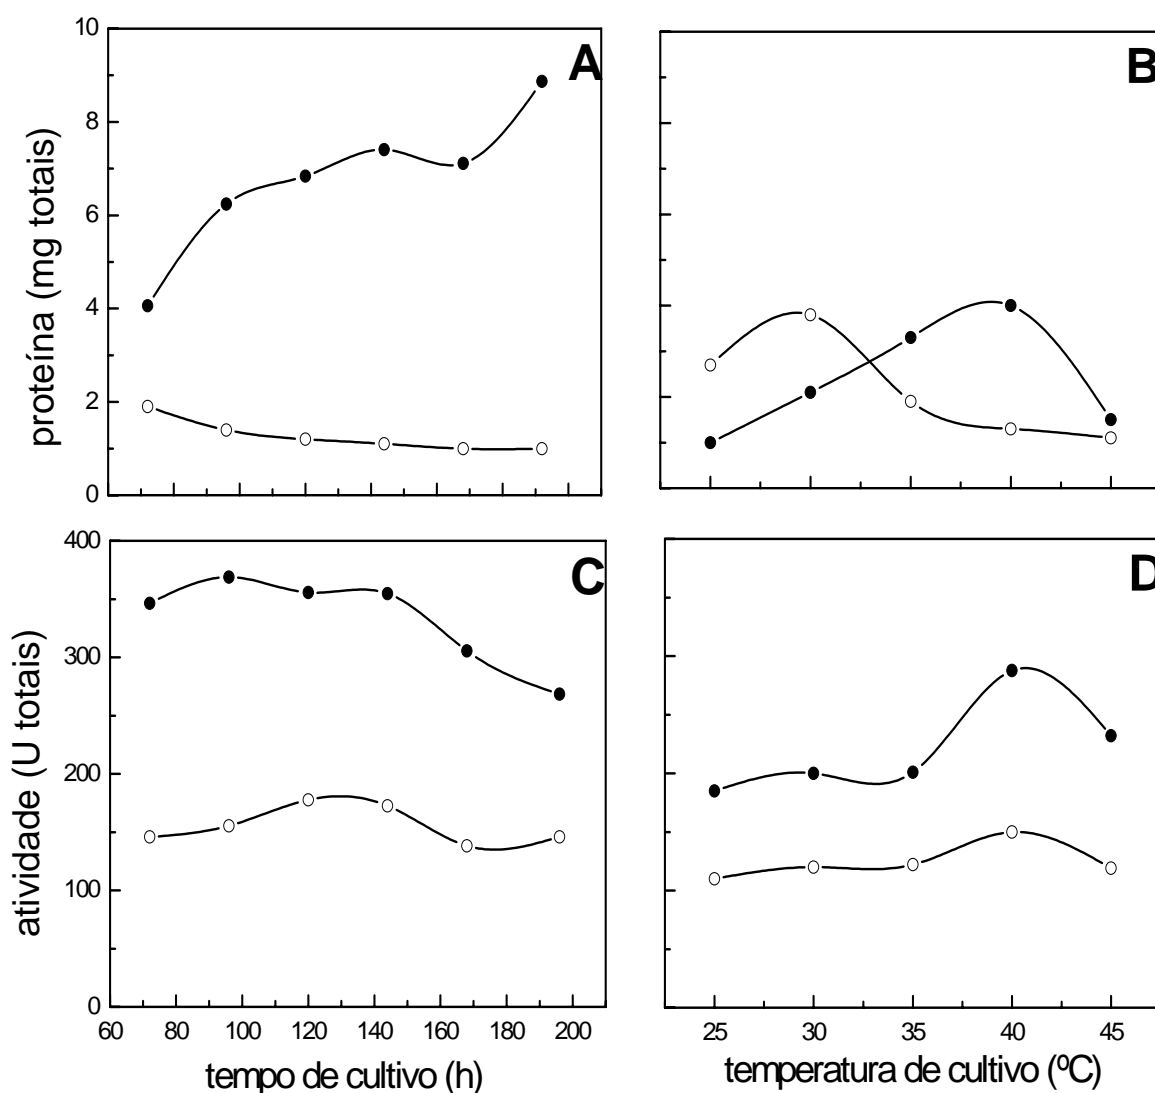 10
8
6
4
2
0
proteína (mg totais)
A
B
400
300
200
100
0
atividade (U totais)
C
D
60 80 100 120 140 160 180 200
tempo de cultivo (h)
25 30 35 40 45
temperatura de cultivo (ºC)